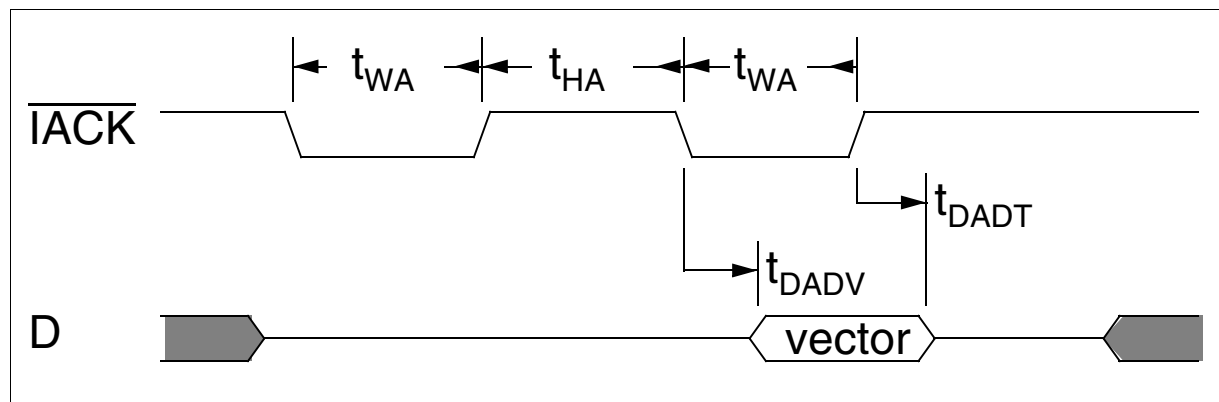 tWA tHA tWA
IACK
tDADT
tDADV
D vector